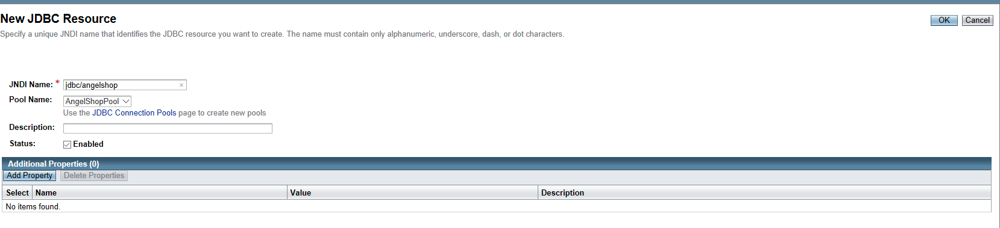 New JDBC Resource
OK Cancel
Specify a unique JNDI name that identifies the JDBC resource you want to create. The name must contain only alphanumeric, underscore, dash, or dot characters.
JNDI Name: * jdbc/angelshop ×
Pool Name: AngelShopPool
Use the JDBC Connection Pools page to create new pools
Description:
Status: Enabled
Additional Properties (0)
Add Property Delete Properties
Select Name Value Description
No items found.